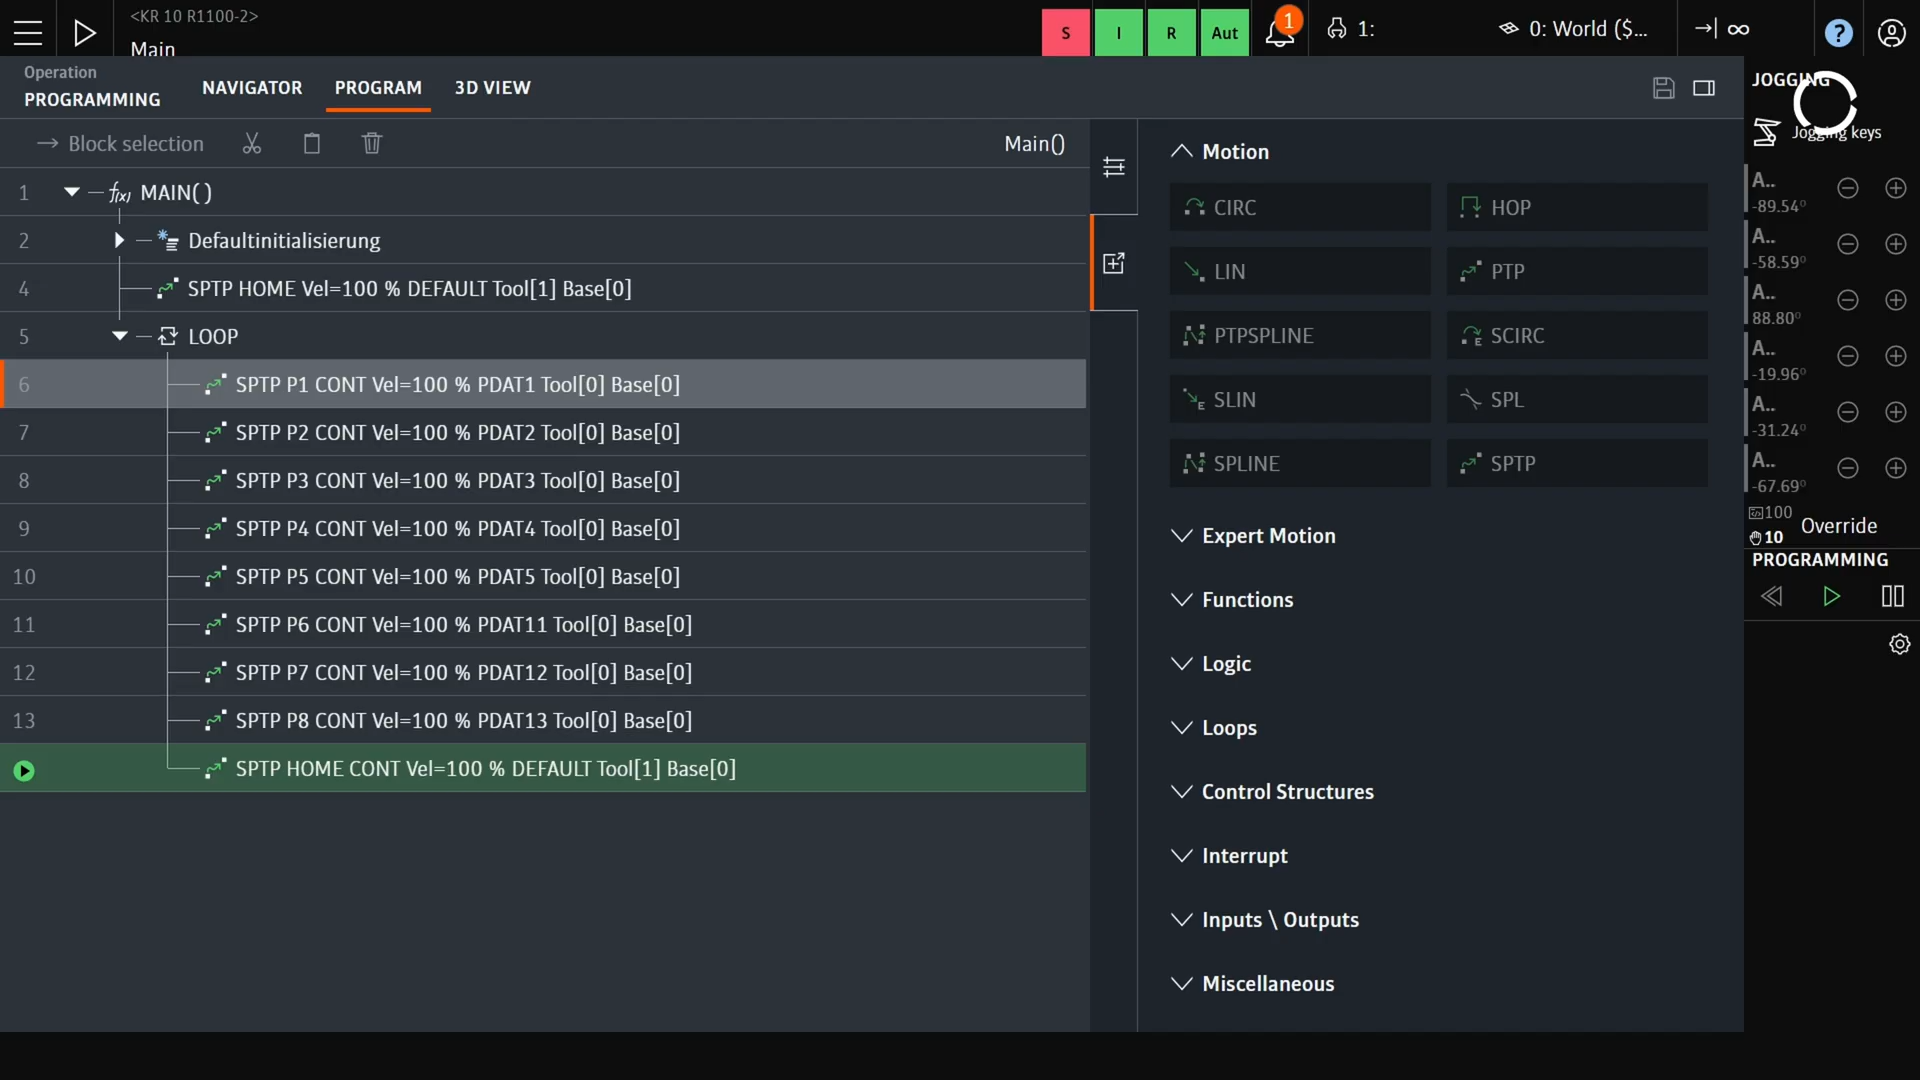 <KR 10 R1100-2>
Main
S
I
R
Aut
1
1:
0: World ($...
?
Operation
PROGRAMMING
NAVIGATOR
PROGRAM
3D VIEW
Block selection
Main()
1 f(x) MAIN( )
2 Defaultinitialisierung
4 SPTP HOME Vel=100 % DEFAULT Tool[1] Base[0]
5 LOOP
6 SPTP P1 CONT Vel=100 % PDAT1 Tool[0] Base[0]
7 SPTP P2 CONT Vel=100 % PDAT2 Tool[0] Base[0]
8 SPTP P3 CONT Vel=100 % PDAT3 Tool[0] Base[0]
9 SPTP P4 CONT Vel=100 % PDAT4 Tool[0] Base[0]
10 SPTP P5 CONT Vel=100 % PDAT5 Tool[0] Base[0]
11 SPTP P6 CONT Vel=100 % PDAT11 Tool[0] Base[0]
12 SPTP P7 CONT Vel=100 % PDAT12 Tool[0] Base[0]
13 SPTP P8 CONT Vel=100 % PDAT13 Tool[0] Base[0]
SPTP HOME CONT Vel=100 % DEFAULT Tool[1] Base[0]
Motion
CIRC
HOP
LIN
PTP
PTPSPLINE
SCIRC
SLIN
SPL
SPLINE
SPTP
Expert Motion
Functions
Logic
Loops
Control Structures
Interrupt
Inputs \ Outputs
Miscellaneous
JOGGING
Jogging keys
A..
-89.54°
A..
-58.59°
A..
88.80°
A..
-19.96°
A..
-31.24°
A..
-67.69°
100
10
Override
PROGRAMMING